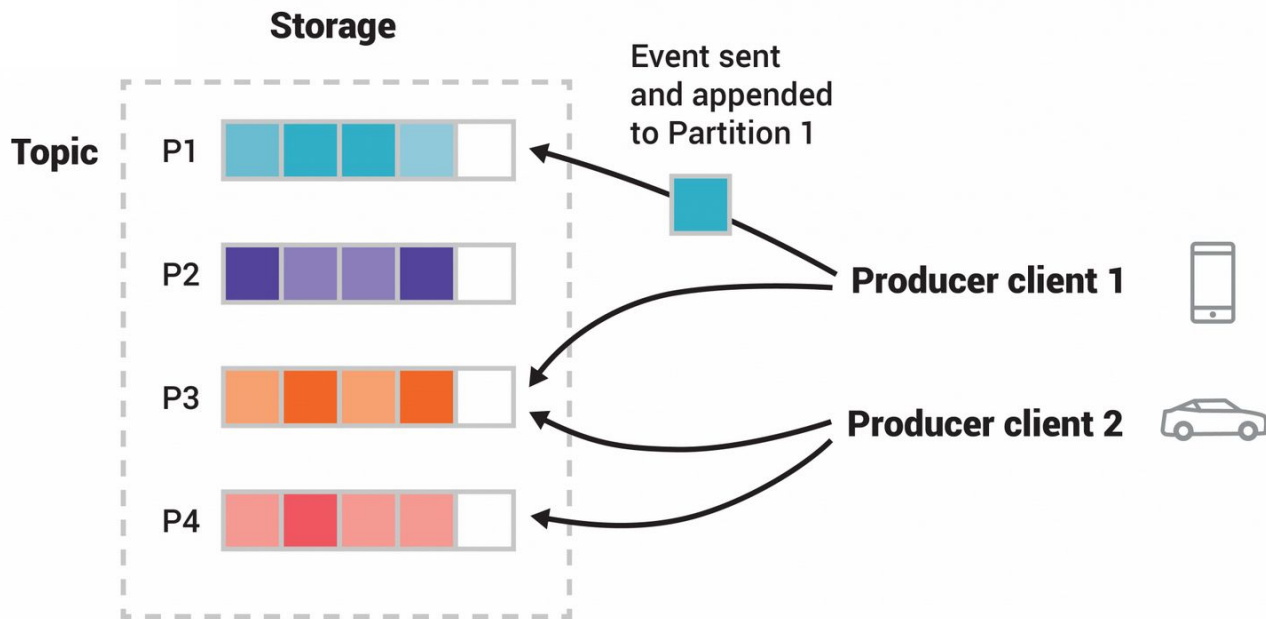 Storage
Event sent
and appended
to Partition 1
Topic
P1
P2
Producer client 1
P3
Producer client 2
P4